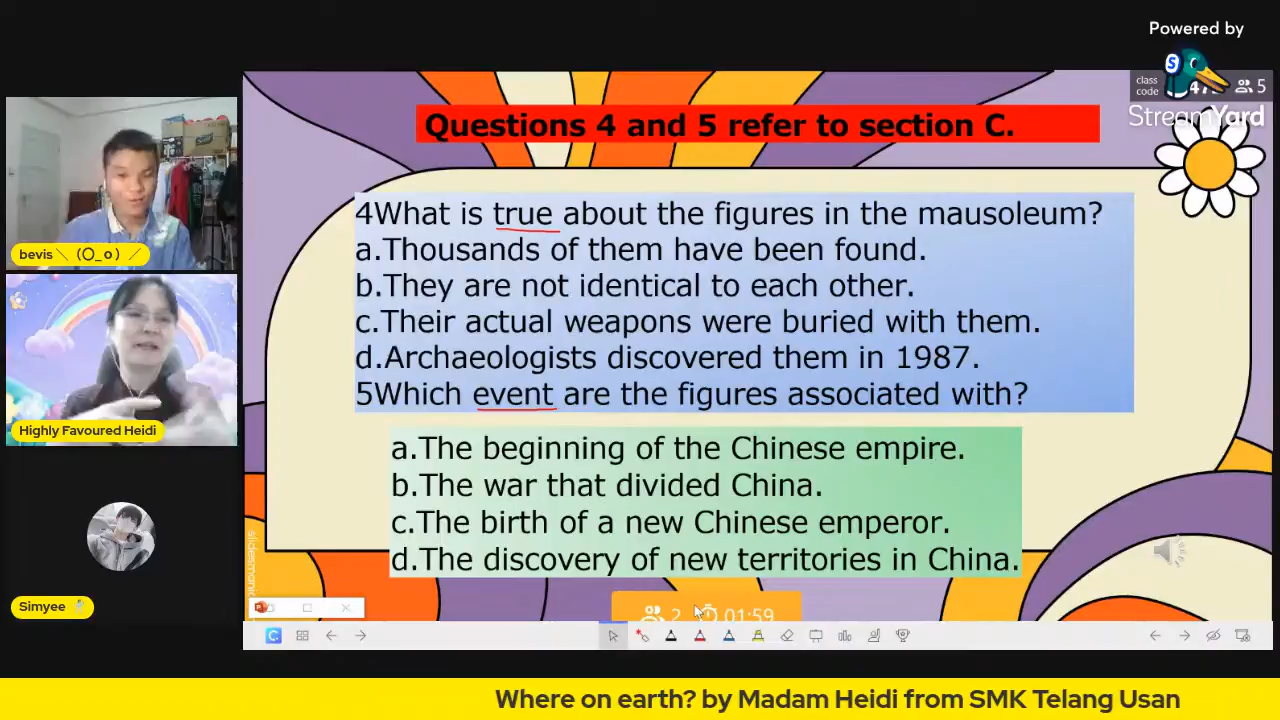 Powered by
class
code
47
5
StreamYard
Questions 4 and 5 refer to section C.
4What is true about the figures in the mausoleum?
a.Thousands of them have been found.
b.They are not identical to each other.
c.Their actual weapons were buried with them.
d.Archaeologists discovered them in 1987.
5Which event are the figures associated with?
a.The beginning of the Chinese empire.
b.The war that divided China.
c.The birth of a new Chinese emperor.
d.The discovery of new territories in China.
bevis ＼（〇_ｏ）／
Highly Favoured Heidi
Simyee
2 01:59
Where on earth? by Madam Heidi from SMK Telang Usan